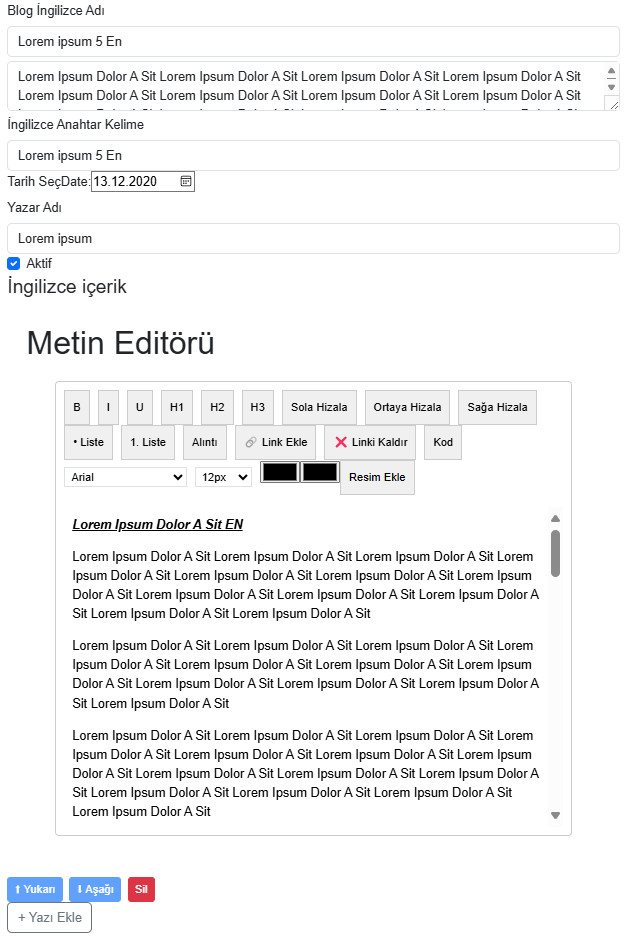 Blog İngilizce Adı
Lorem ipsum 5 En
Lorem Ipsum Dolor A Sit Lorem Ipsum Dolor A Sit Lorem Ipsum Dolor A Sit Lorem Ipsum Dolor A Sit
Lorem Ipsum Dolor A Sit Lorem Ipsum Dolor A Sit Lorem Ipsum Dolor A Sit Lorem Ipsum Dolor A Sit
İngilizce Anahtar Kelime
Lorem ipsum 5 En
Tarih SeçDate: 13.12.2020
Yazar Adı
Lorem ipsum
Aktif
İngilizce içerik
Metin Editörü
B I U H1 H2 H3 Sola Hizala Ortaya Hizala Sağa Hizala
• Liste 1. Liste Alıntı 🔗 Link Ekle ❌ Linki Kaldır Kod
Arial 12px Resim Ekle
Lorem Ipsum Dolor A Sit EN
Lorem Ipsum Dolor A Sit Lorem Ipsum Dolor A Sit Lorem Ipsum Dolor A Sit Lorem
Ipsum Dolor A Sit Lorem Ipsum Dolor A Sit Lorem Ipsum Dolor A Sit Lorem Ipsum
Dolor A Sit Lorem Ipsum Dolor A Sit Lorem Ipsum Dolor A Sit Lorem Ipsum Dolor A
Sit Lorem Ipsum Dolor A Sit Lorem Ipsum Dolor A Sit
Lorem Ipsum Dolor A Sit Lorem Ipsum Dolor A Sit Lorem Ipsum Dolor A Sit Lorem
Ipsum Dolor A Sit Lorem Ipsum Dolor A Sit Lorem Ipsum Dolor A Sit Lorem Ipsum
Dolor A Sit Lorem Ipsum Dolor A Sit Lorem Ipsum Dolor A Sit Lorem Ipsum Dolor A
Sit Lorem Ipsum Dolor A Sit
Lorem Ipsum Dolor A Sit Lorem Ipsum Dolor A Sit Lorem Ipsum Dolor A Sit Lorem
Ipsum Dolor A Sit Lorem Ipsum Dolor A Sit Lorem Ipsum Dolor A Sit Lorem Ipsum
Dolor A Sit Lorem Ipsum Dolor A Sit Lorem Ipsum Dolor A Sit Lorem Ipsum Dolor A
Sit Lorem Ipsum Dolor A Sit Lorem Ipsum Dolor A Sit Lorem Ipsum Dolor A Sit
Lorem Ipsum Dolor A Sit
⬆ Yukarı ⬇ Aşağı Sil
+ Yazı Ekle